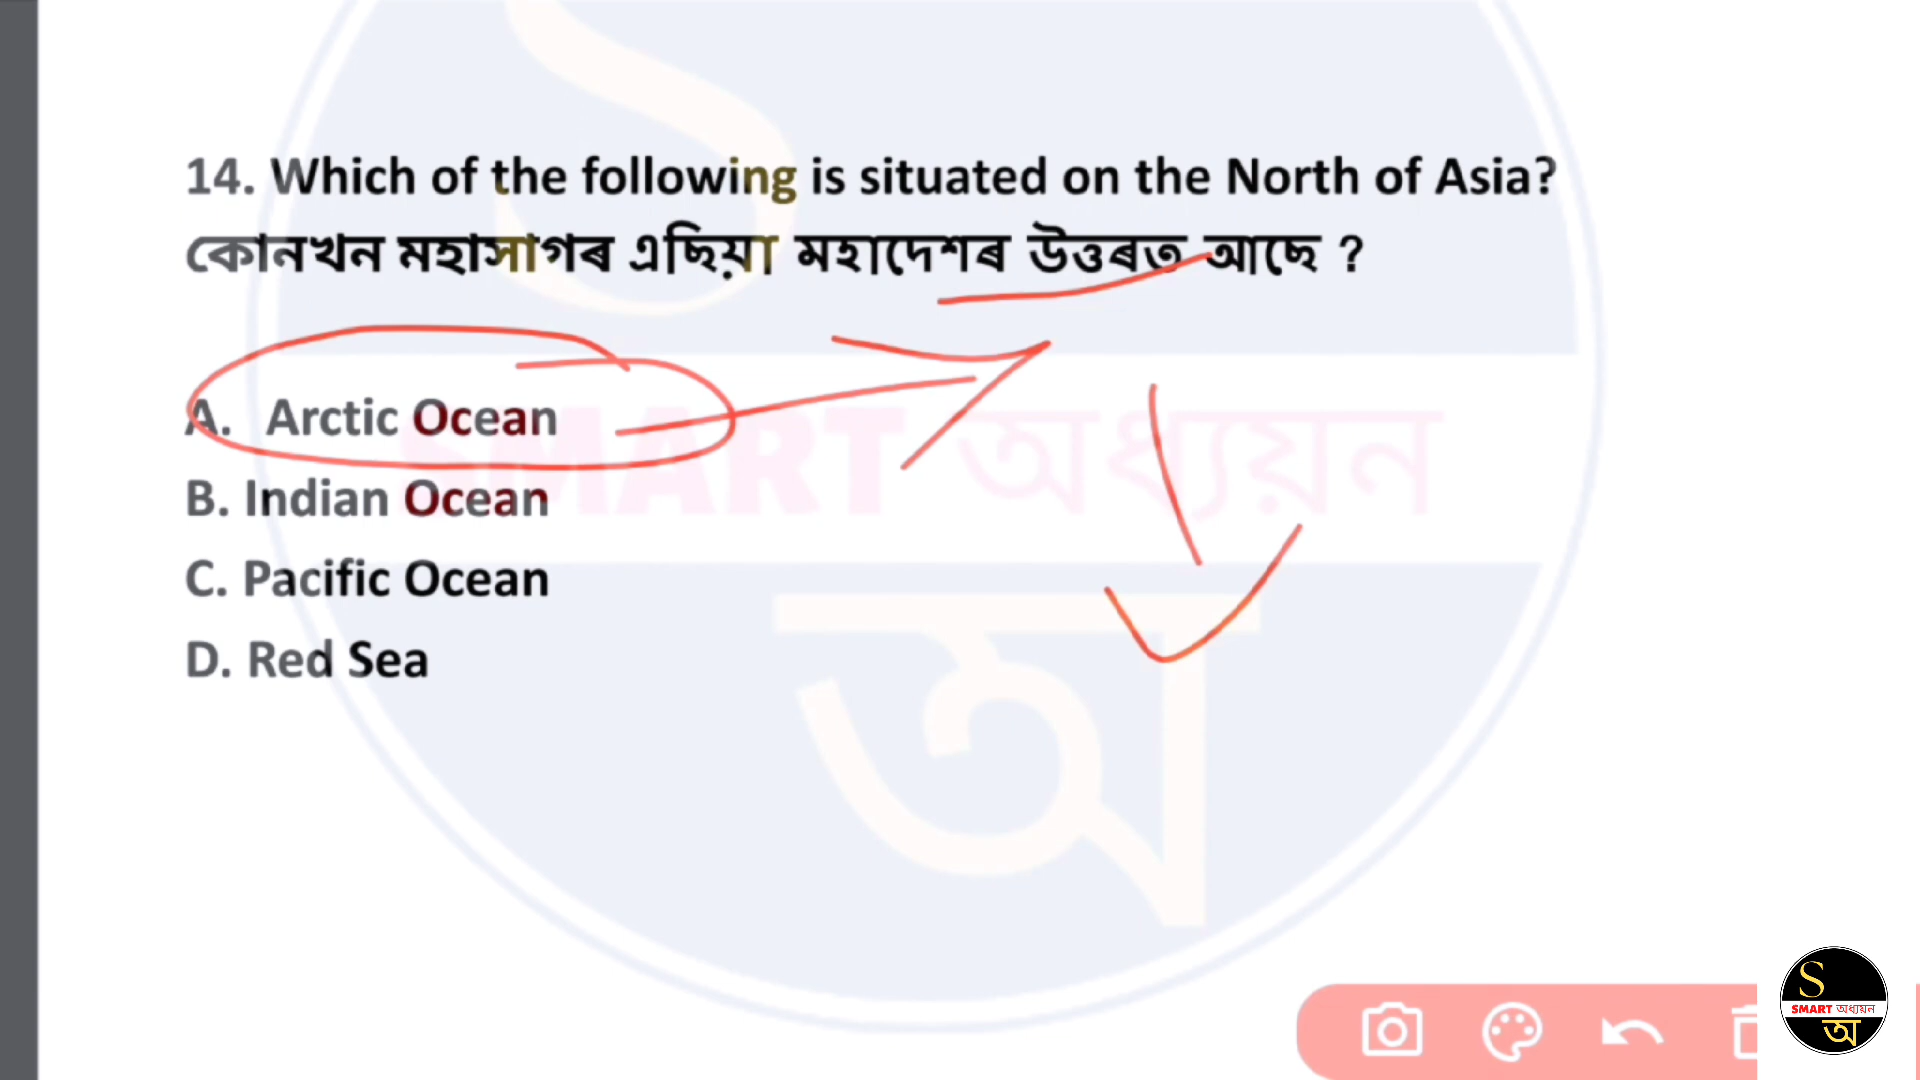 14. Which of the following is situated on the North of Asia?
কোনখন মহাসাগৰ এছিয়া মহাদেশৰ উত্তৰত আছে ?
A. Arctic Ocean
B. Indian Ocean
C. Pacific Ocean
D. Red Sea
SMART অধ্যয়ন
অ
S
SMART অধ্যয়ন
অ